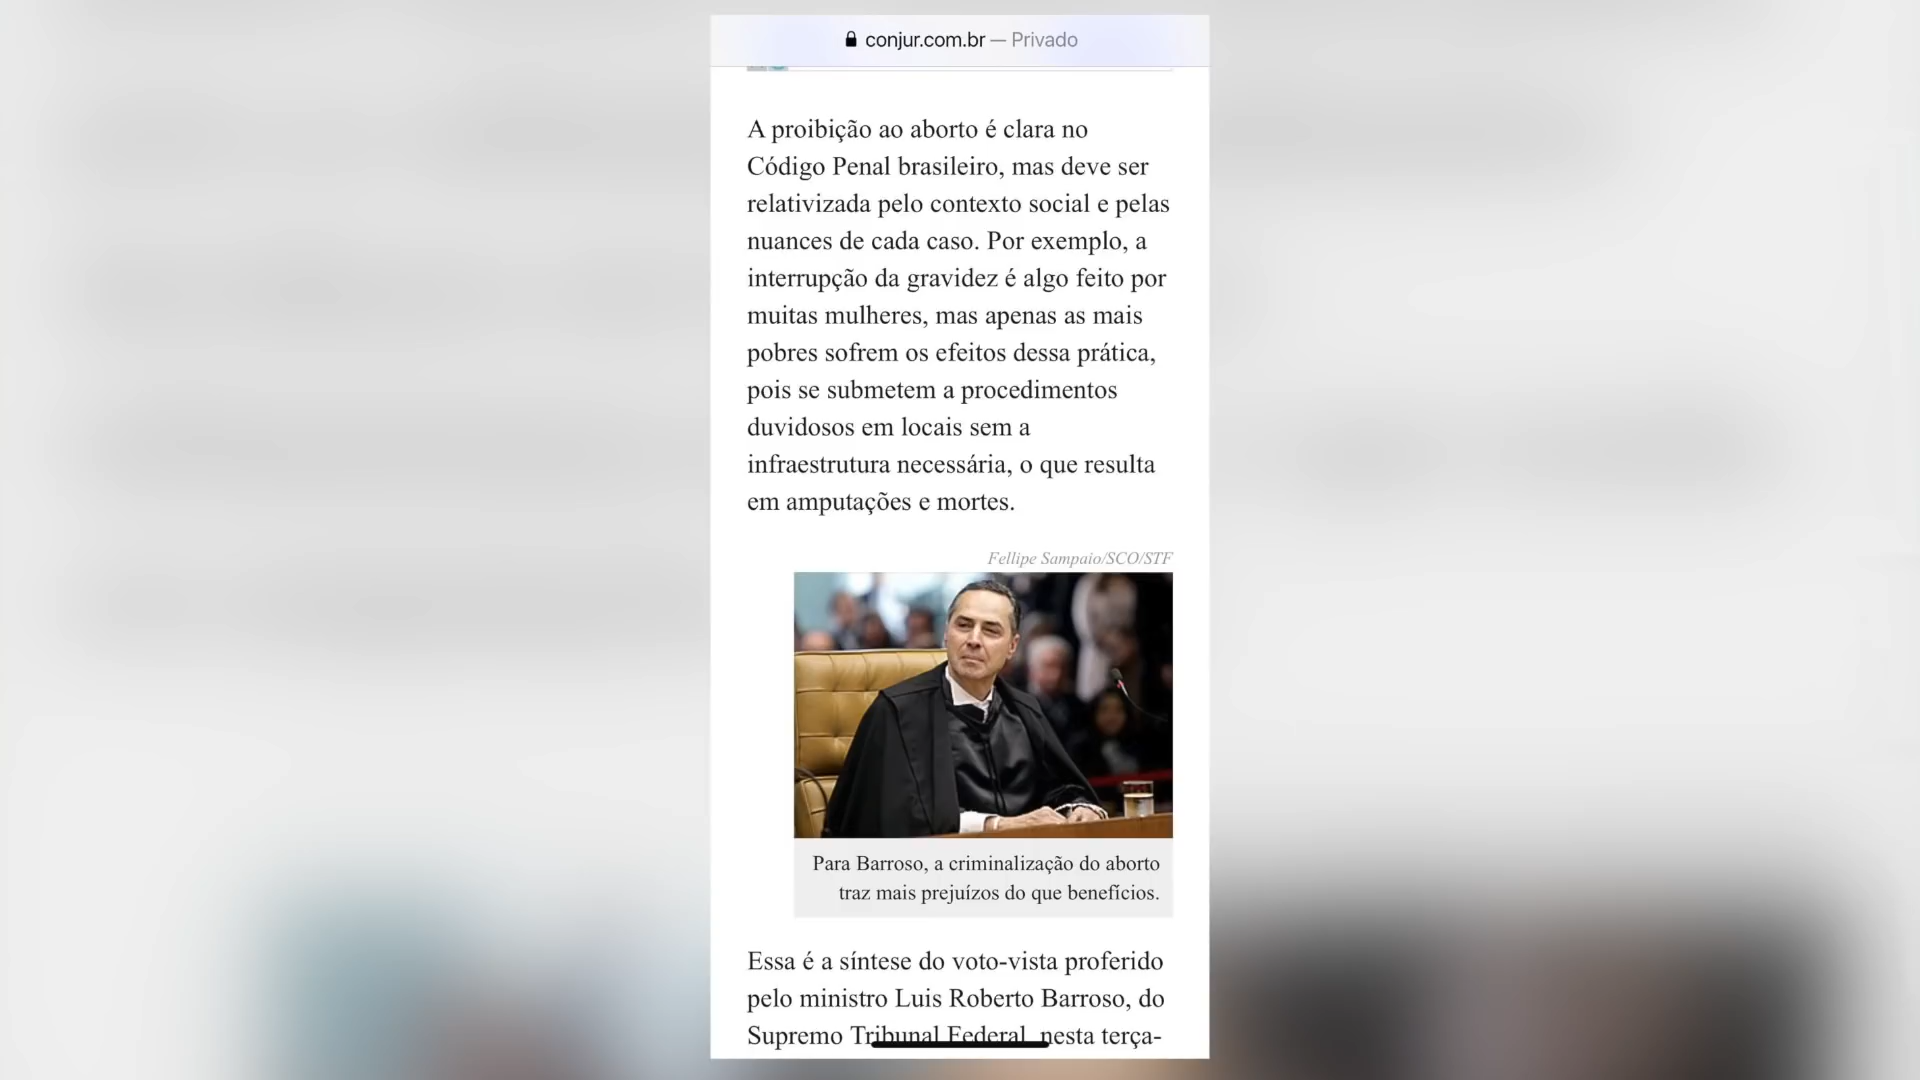 conjur.com.br — Privado
A proibição ao aborto é clara no
Código Penal brasileiro, mas deve ser
relativizada pelo contexto social e pelas
nuances de cada caso. Por exemplo, a
interrupção da gravidez é algo feito por
muitas mulheres, mas apenas as mais
pobres sofrem os efeitos dessa prática,
pois se submetem a procedimentos
duvidosos em locais sem a
infraestrutura necessária, o que resulta
em amputações e mortes.
Fellipe Sampaio/SCO/STF
Para Barroso, a criminalização do aborto
traz mais prejuízos do que benefícios.
Essa é a síntese do voto-vista proferido
pelo ministro Luis Roberto Barroso, do
Supremo Tribunal Federal, nesta terça-